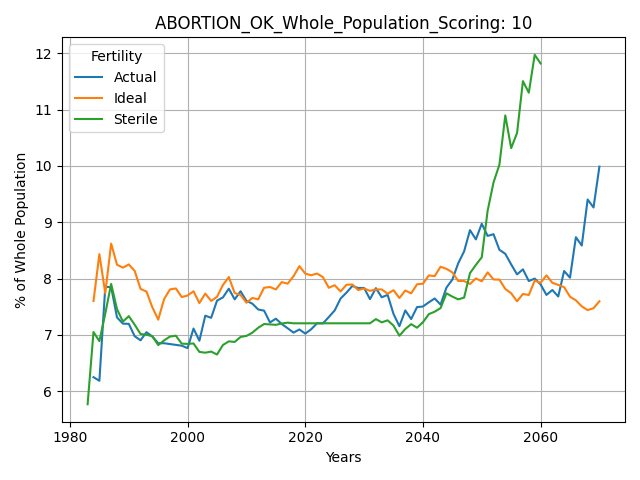 ABORTION_OK_Whole_Population_Scoring: 10
Fertility
Actual
Ideal
Sterile
% of Whole Population
12
11
10
9
8
7
6
1980
2000
2020
2040
2060
Years